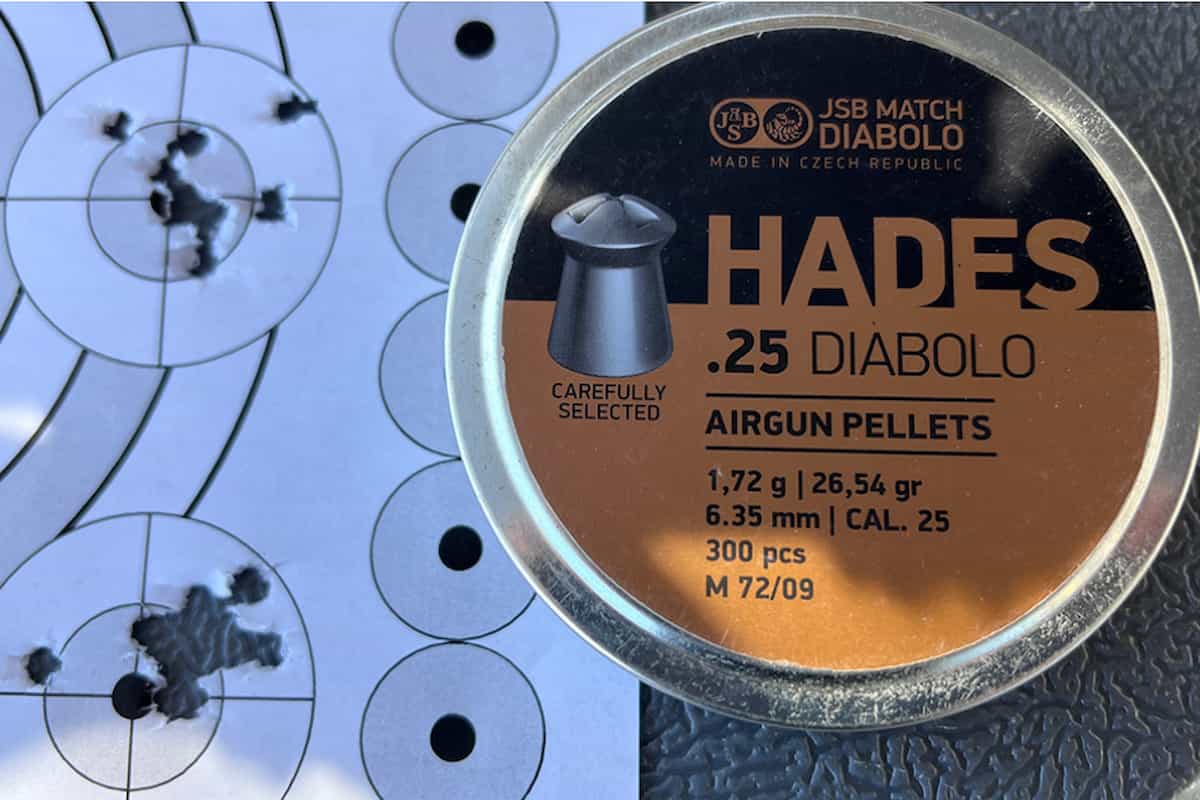 JSB
JSB MATCH
DIABOLO
MADE IN CZECH REPUBLIC
HADES
.25 DIABOLO
CAREFULLY
SELECTED
AIRGUN PELLETS
1,72 g | 26,54 gr
6.35 mm | CAL. 25
300 pcs
M 72/09